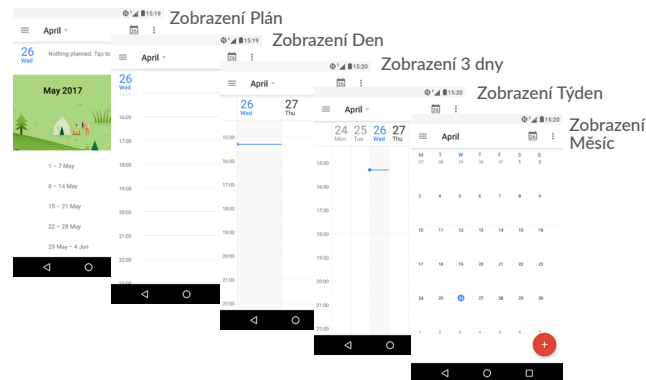 15:19
Zobrazení Plán
April
26
26
Wed
Nothing planned. Tap to
May 2017
1 – 7 May
8 – 14 May
15 – 21 May
22 – 28 May
29 May – 4 Jun
15:19
Zobrazení Den
26
April
26
Wed
16:00
17:00
18:00
19:00
20:00
21:00
22:00
15:20
Zobrazení 3 dny
26
April
26 27
Wed Thu
15:00
16:00
17:00
18:00
19:00
20:00
21:00
22:00
15:20
Zobrazení Týden
26
April
24 25 26 27
Mon Tue Wed Thu
15:00
16:00
17:00
18:00
19:00
20:00
21:00
22:00
15:20
Zobrazení
Měsíc
April
26
M T W T F S S
27 28 29 30 31 1 2
3 4 5 6 7 8 9
10 11 12 13 14 15 16
17 18 19 20 21 22 23
24 25 26 27 28 29 30
1 2 3 4 5 6
+